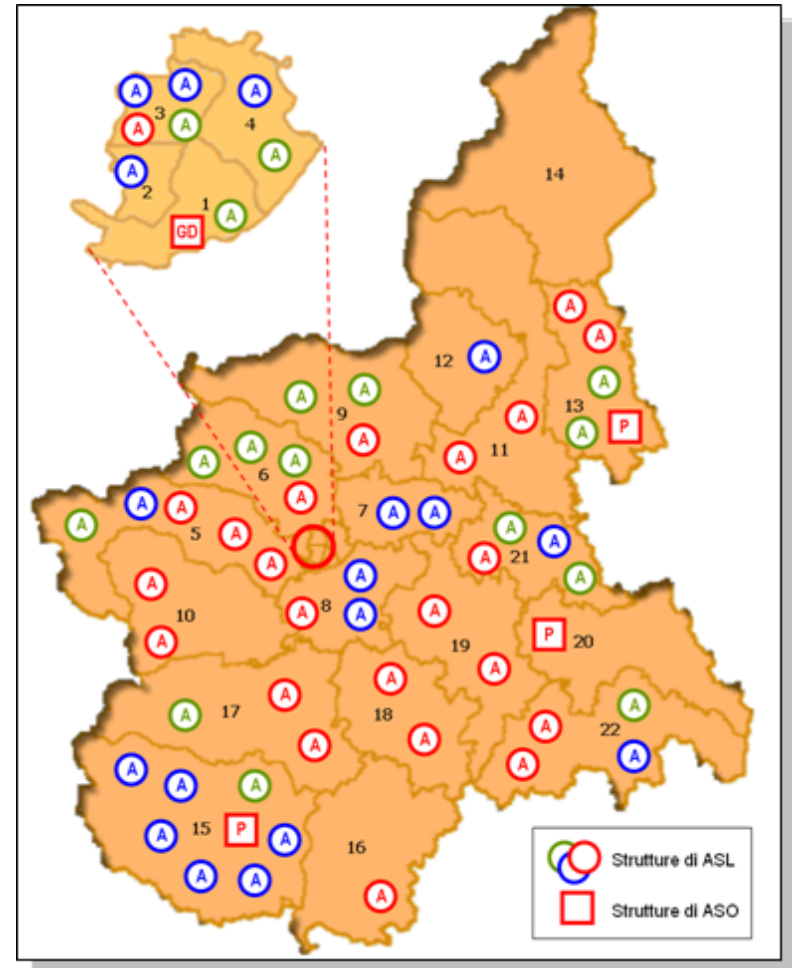 A A A
3 4
A A
A
A
2
1 A
GD
14
A
A
12 A
A A A
9 13
A A P
A
A 11
6 A A
A
A A 7 A A
A 5 A A
A 21
A A A
A A
A 8
10 A A A P 20
A 19
A A
A A A
A 17 18
A A A 22
A A
A A A
15 P A
A 16
A A
A
A Strutture di ASL
Strutture di ASO